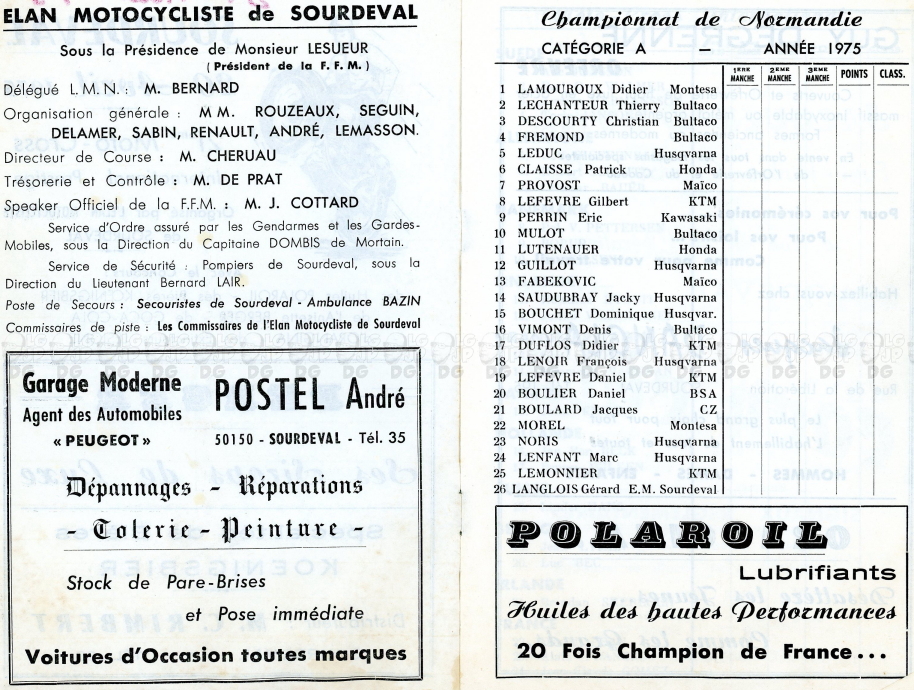 ELAN MOTOCYCLISTE de SOURDEVAL
Sous la Présidence de Monsieur LESUEUR
( Président de la F. F. M. )
Délégué L. M. N. : M. BERNARD
Organisation générale : M M. ROUZEAUX, SEGUIN,
DELAMER, SABIN, RENAULT, ANDRÉ, LEMASSON.
Directeur de Course : M. CHERUAU
Trésorerie et Contrôle : M. DE PRAT
Speaker Officiel de la F.F.M. : M. J. COTTARD
Service d'Ordre assuré par les Gendarmes et les Gardes-
Mobiles, sous la Direction du Capitaine DOMBIS de Mortain.
Service de Sécurité : Pompiers de Sourdeval, sous la
Direction du Lieutenant Bernard LAIR.
Poste de Secours : Secouristes de Sourdeval - Ambulance BAZIN
Commissaires de piste : Les Commissaires de l'Elan Motocycliste de Sourdeval
Garage Moderne POSTEL André
Agent des Automobiles
« PEUGEOT » 50150 - SOURDEVAL - Tél. 35
Dépannages - Réparations
- Tolerie - Peinture -
Stock de Pare-Brises
et Pose immédiate
Voitures d'Occasion toutes marques
Championnat de Normandie
CATÉGORIE A — ANNÉE 1975
1ERE MANCHE 2EME MANCHE 3EME MANCHE POINTS CLASS.
1 LAMOUROUX Didier Montesa
2 LECHANTEUR Thierry Bultaco
3 DESCOURTY Christian Bultaco
4 FREMOND Bultaco
5 LEDUC Husqvarna
6 CLAISSE Patrick Honda
7 PROVOST Maïco
8 LEFEVRE Gilbert KTM
9 PERRIN Eric Kawasaki
10 MULOT Bultaco
11 LUTENAUER Honda
12 GUILLOT Husqvarna
13 FABEKOVIC Maïco
14 SAUDUBRAY Jacky Husqvarna
15 BOUCHET Dominique Husqvar.
16 VIMONT Denis Bultaco
17 DUFLOS Didier KTM
18 LENOIR François Husqvarna
19 LEFEVRE Daniel KTM
20 BOULIER Daniel BSA
21 BOULARD Jacques CZ
22 MOREL Montesa
23 NORIS Husqvarna
24 LENFANT Marc Husqvarna
25 LEMONNIER KTM
26 LANGLOIS Gérard E.M. Sourdeval
POLAROIL
Lubrifiants
Huiles des hautes Performances
20 Fois Champion de France...